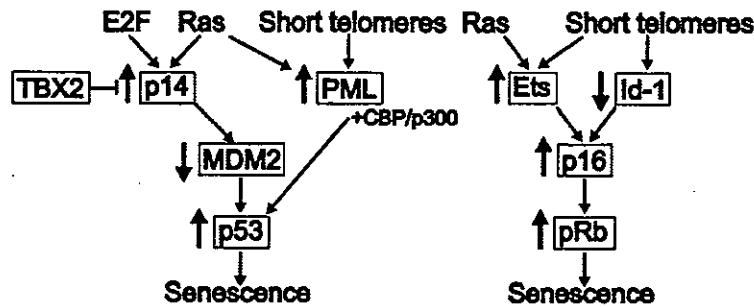 E2F Ras Short telomeres Ras Short telomeres
TBX2 p14 PML Ets Id-1
+CBP/p300
MDM2 p16
p53 pRb
Senescence Senescence